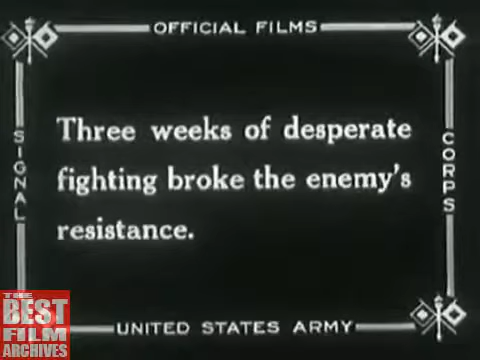 OFFICIAL FILMS
SIGNAL
CORPS
Three weeks of desperate
fighting broke the enemy's
resistance.
THE
BEST
FILM
ARCHIVES
UNITED STATES ARMY